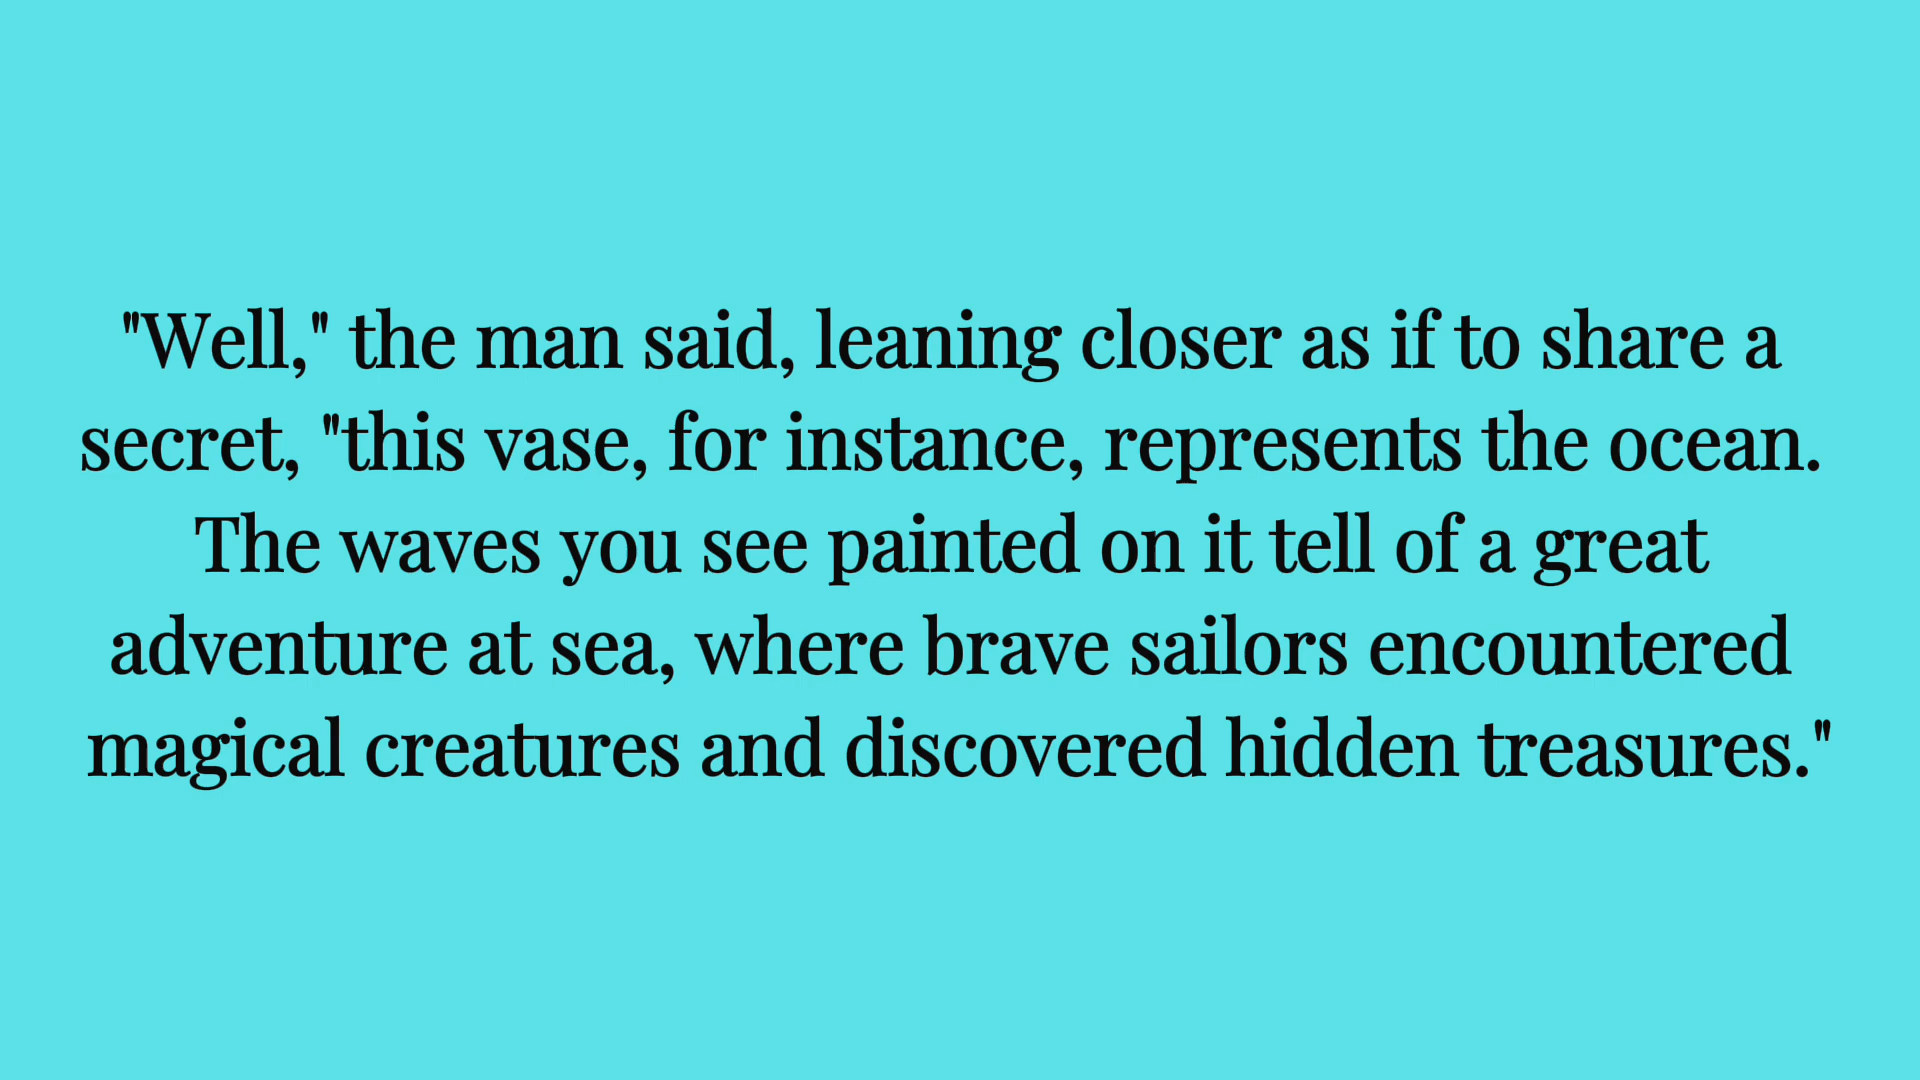 "Well," the man said, leaning closer as if to share a
secret, "this vase, for instance, represents the ocean.
The waves you see painted on it tell of a great
adventure at sea, where brave sailors encountered
magical creatures and discovered hidden treasures."